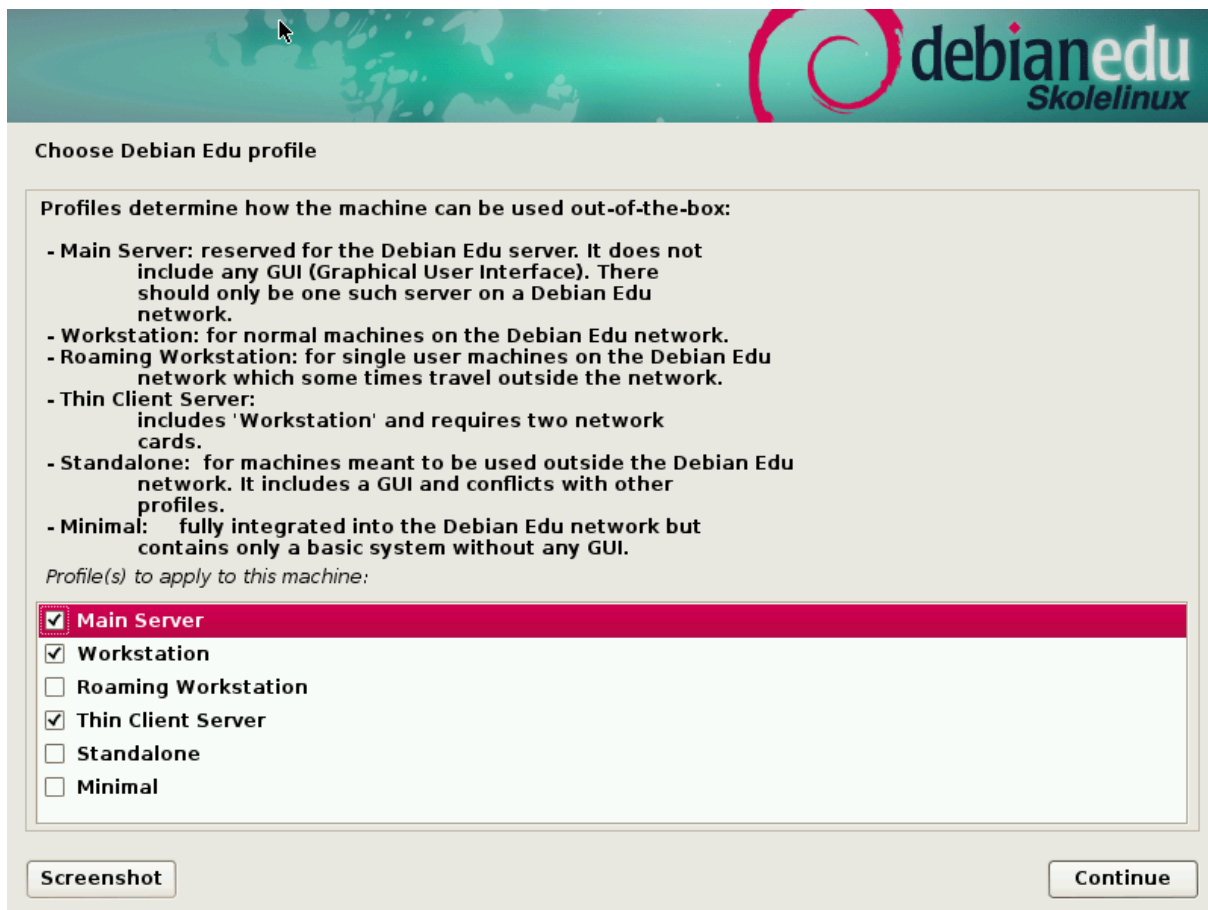 debianedu
Skolelinux
Choose Debian Edu profile
Profiles determine how the machine can be used out-of-the-box:
- Main Server: reserved for the Debian Edu server. It does not
include any GUI (Graphical User Interface). There
should only be one such server on a Debian Edu
network.
- Workstation: for normal machines on the Debian Edu network.
- Roaming Workstation: for single user machines on the Debian Edu
network which some times travel outside the network.
- Thin Client Server:
includes 'Workstation' and requires two network
cards.
- Standalone: for machines meant to be used outside the Debian Edu
network. It includes a GUI and conflicts with other
profiles.
- Minimal: fully integrated into the Debian Edu network but
contains only a basic system without any GUI.
Profile(s) to apply to this machine:
Main Server
Workstation
Roaming Workstation
Thin Client Server
Standalone
Minimal
Screenshot
Continue